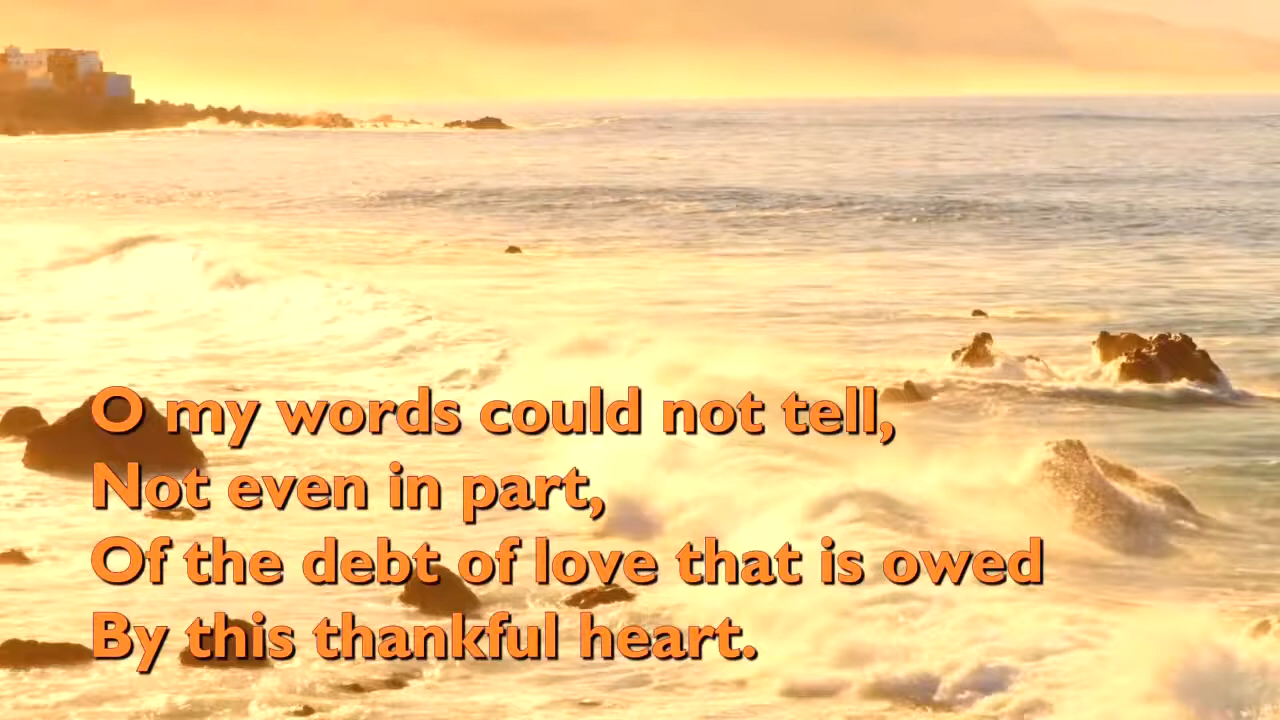 O my words could not tell,
Not even in part,
Of the debt of love that is owed
By this thankful heart.